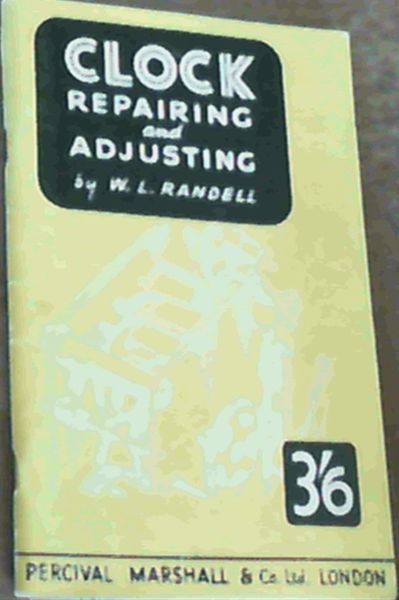 CLOCK
REPAIRING
and
ADJUSTING
by W. L. RANDELL
3'6
PERCIVAL MARSHALL & Co. Ltd. LONDON